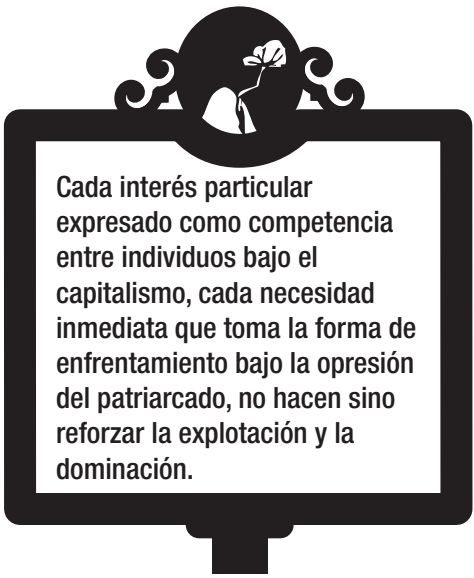 Cada interés particular
expresado como competencia
entre individuos bajo el
capitalismo, cada necesidad
inmediata que toma la forma de
enfrentamiento bajo la opresión
del patriarcado, no hacen sino
reforzar la explotación y la
dominación.